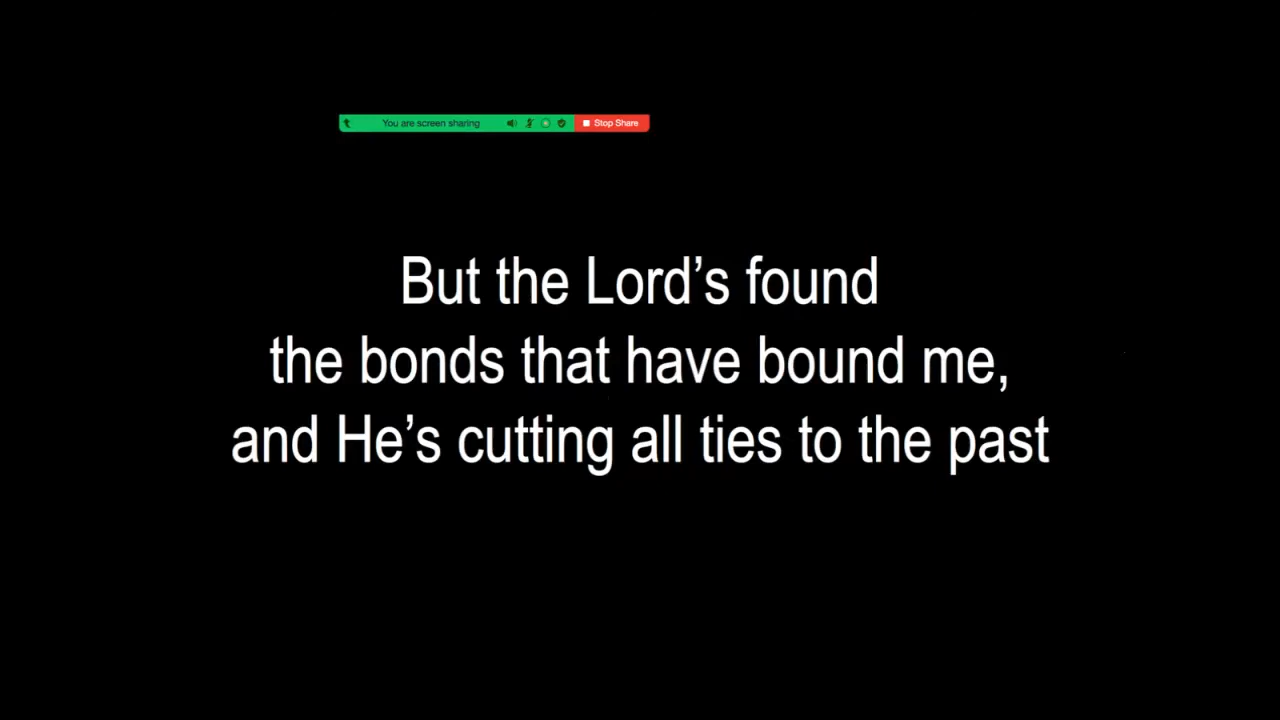 You are screen sharing Stop Share
But the Lord’s found
the bonds that have bound me,
and He’s cutting all ties to the past